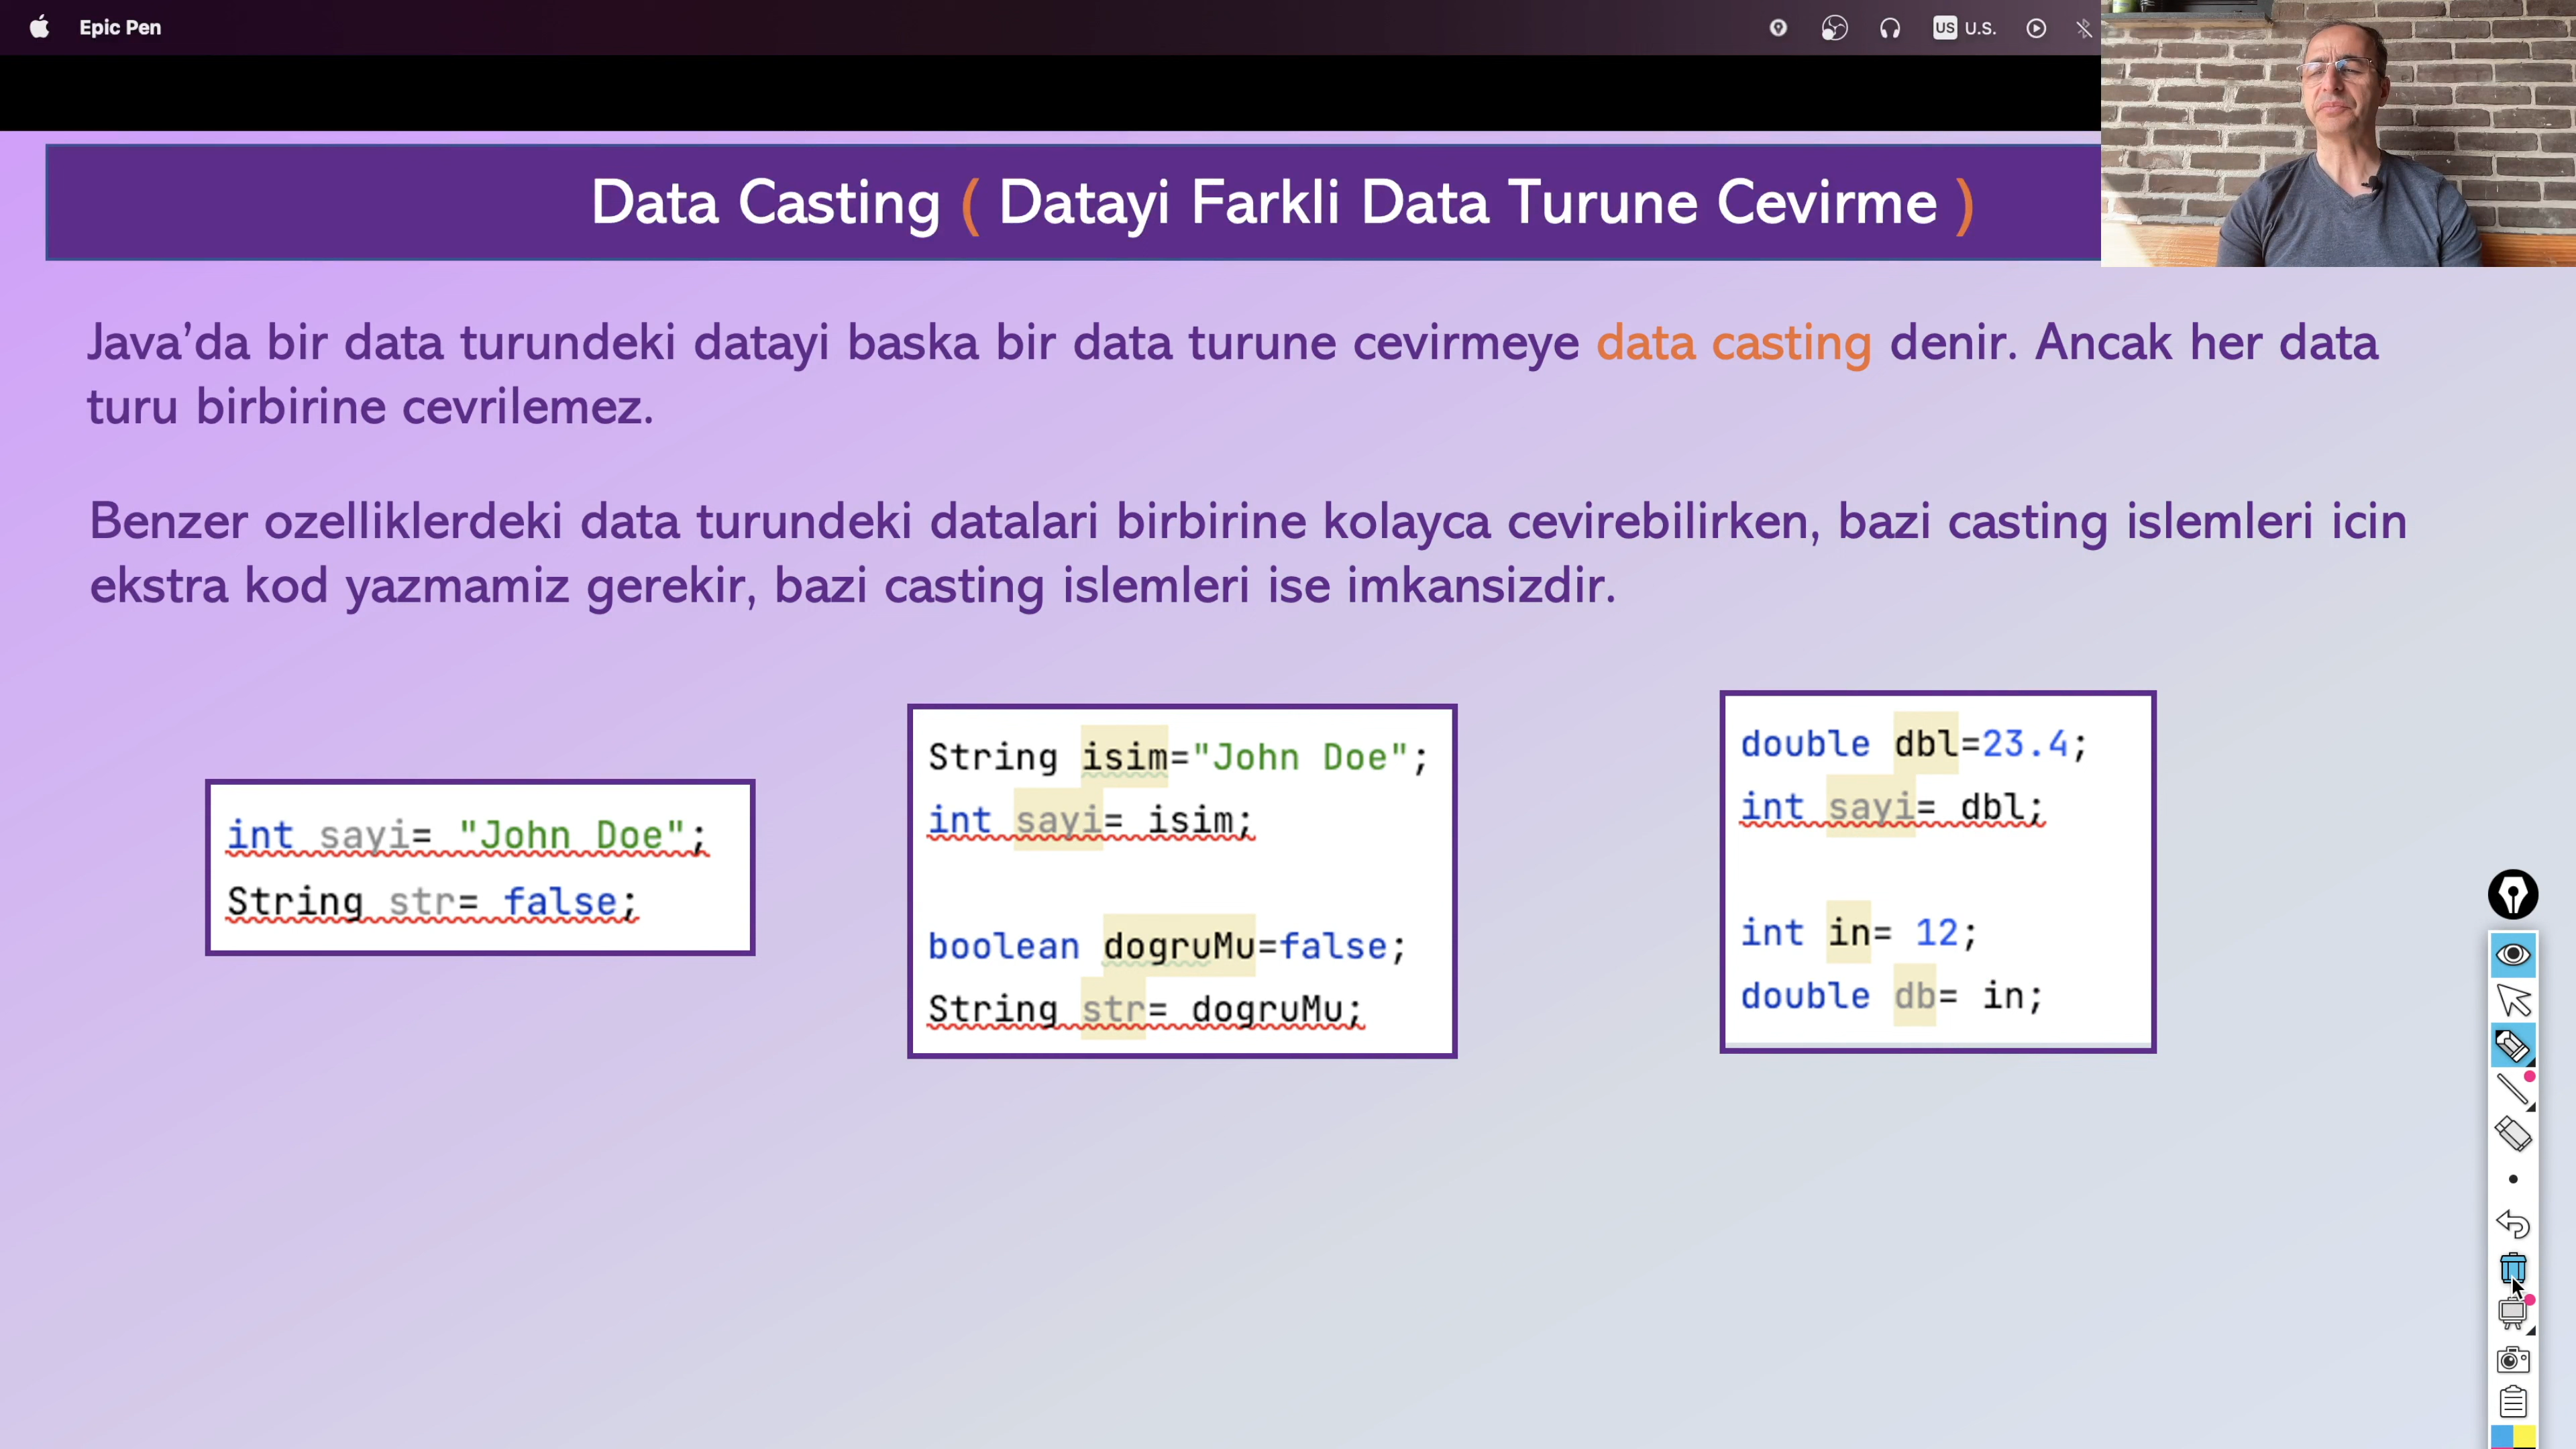 Epic Pen
US U.S.
Data Casting ( Datayi Farkli Data Turune Cevirme )
Java’da bir data turundeki datayi baska bir data turune cevirmeye data casting denir. Ancak her data
turu birbirine cevrilemez.
Benzer ozelliklerdeki data turundeki datalari birbirine kolayca cevirebilirken, bazi casting islemleri icin
ekstra kod yazmamiz gerekir, bazi casting islemleri ise imkansizdir.
int sayi= "John Doe";
String str= false;
String isim="John Doe";
int sayi= isim;
boolean dogruMu=false;
String str= dogruMu;
double dbl=23.4;
int sayi= dbl;
int in= 12;
double db= in;